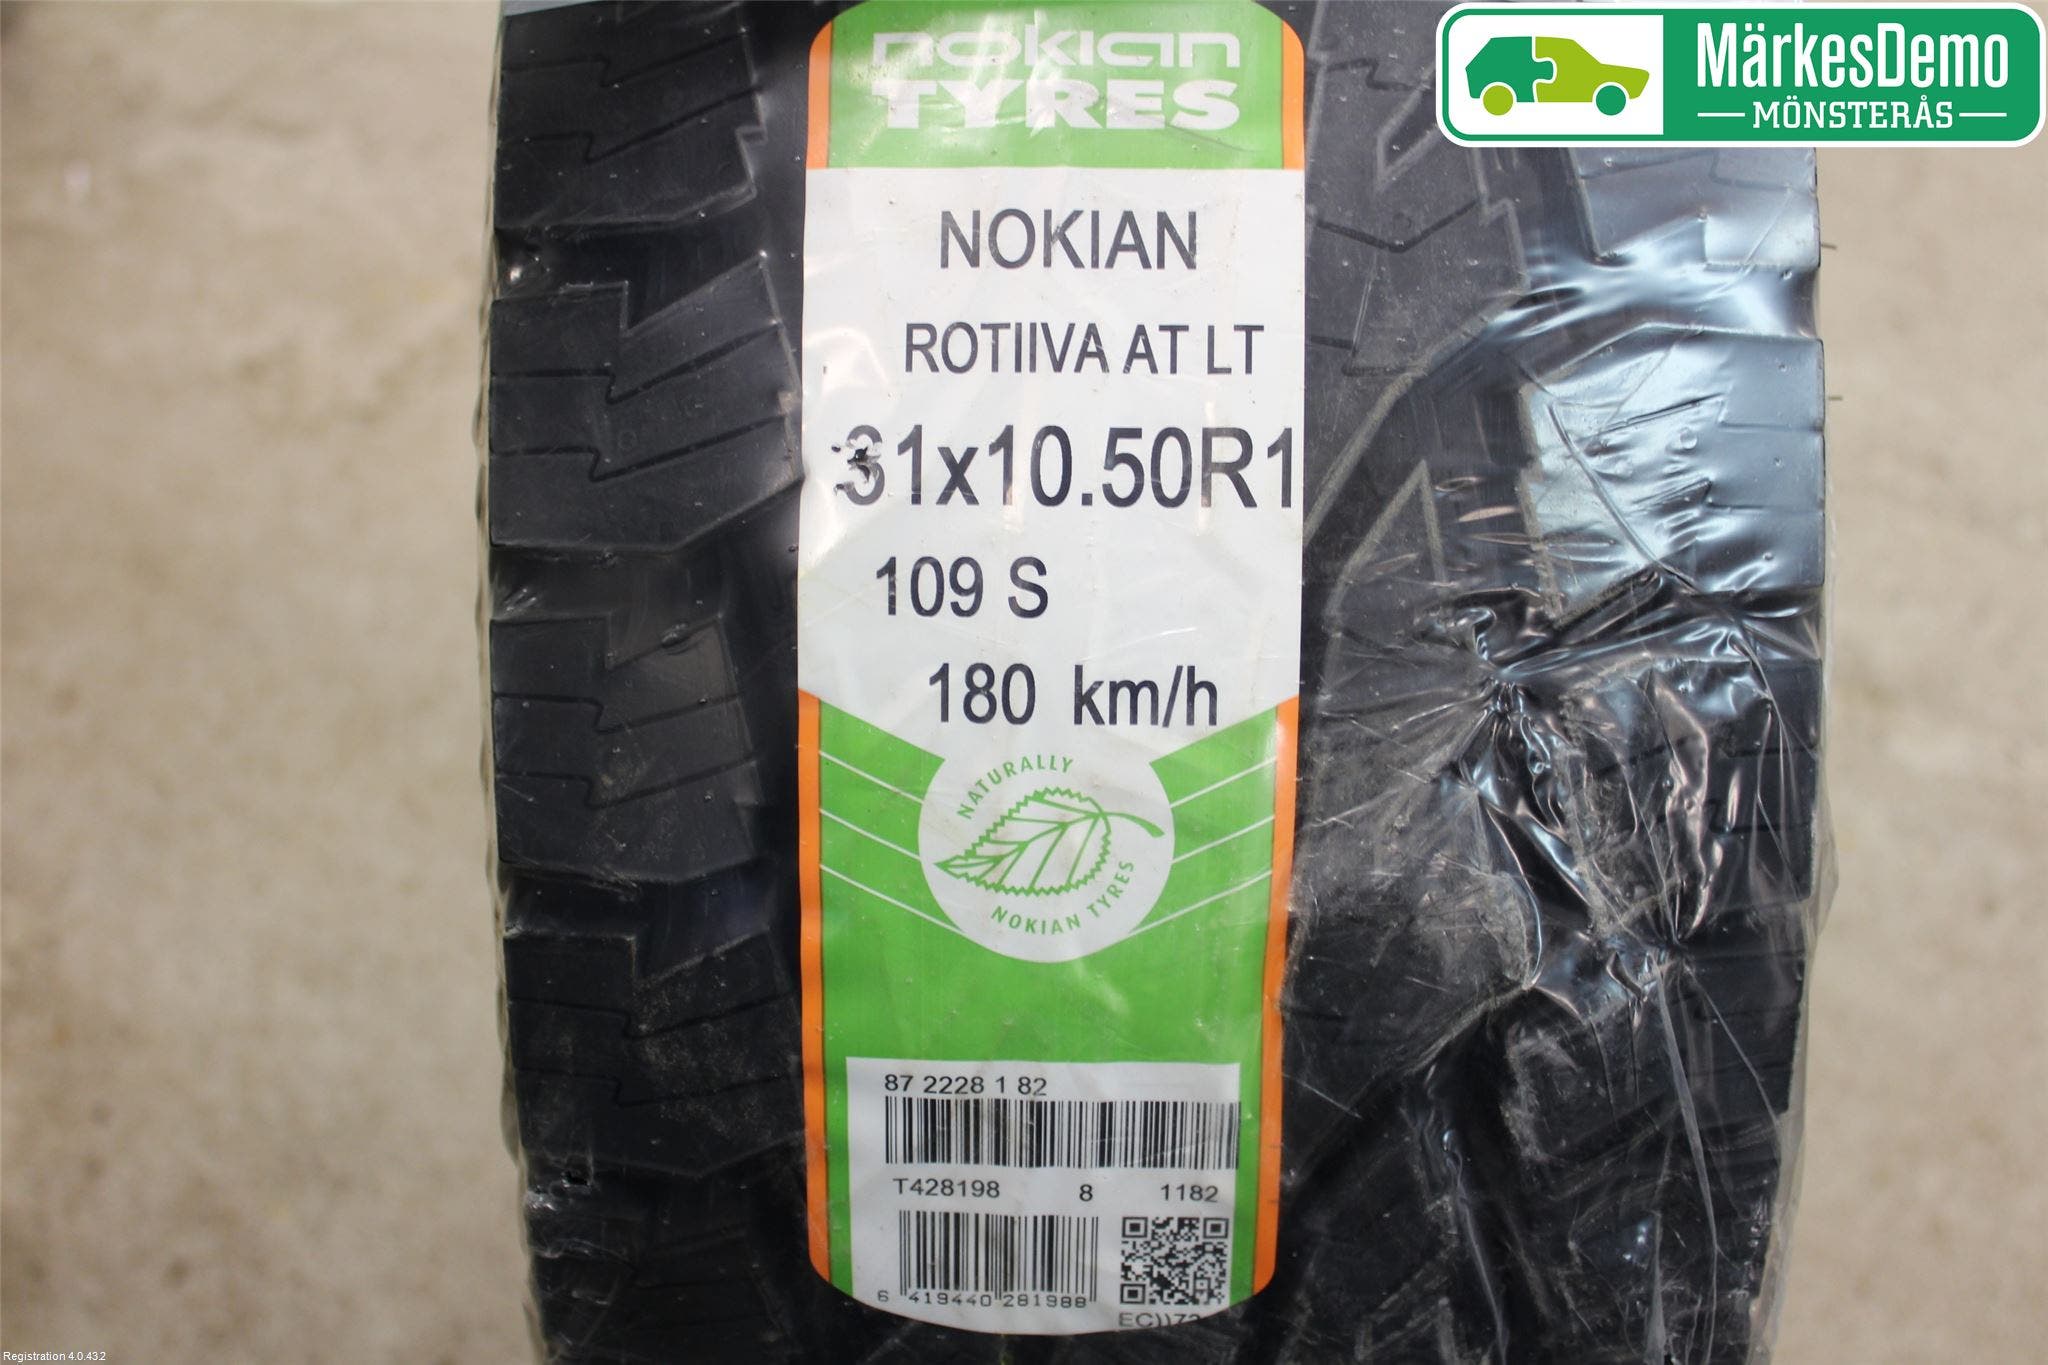 nokian
TYRES
MärkesDemo
MÖNSTERÅS
NOKIAN
ROTIIVA AT LT
31x10.50R1
109 S
180 km/h
NATURALLY
NOKIAN TYRES
87 2228 1 82
T428198 8 1182
6 419440 281988
Registration 4.0.432